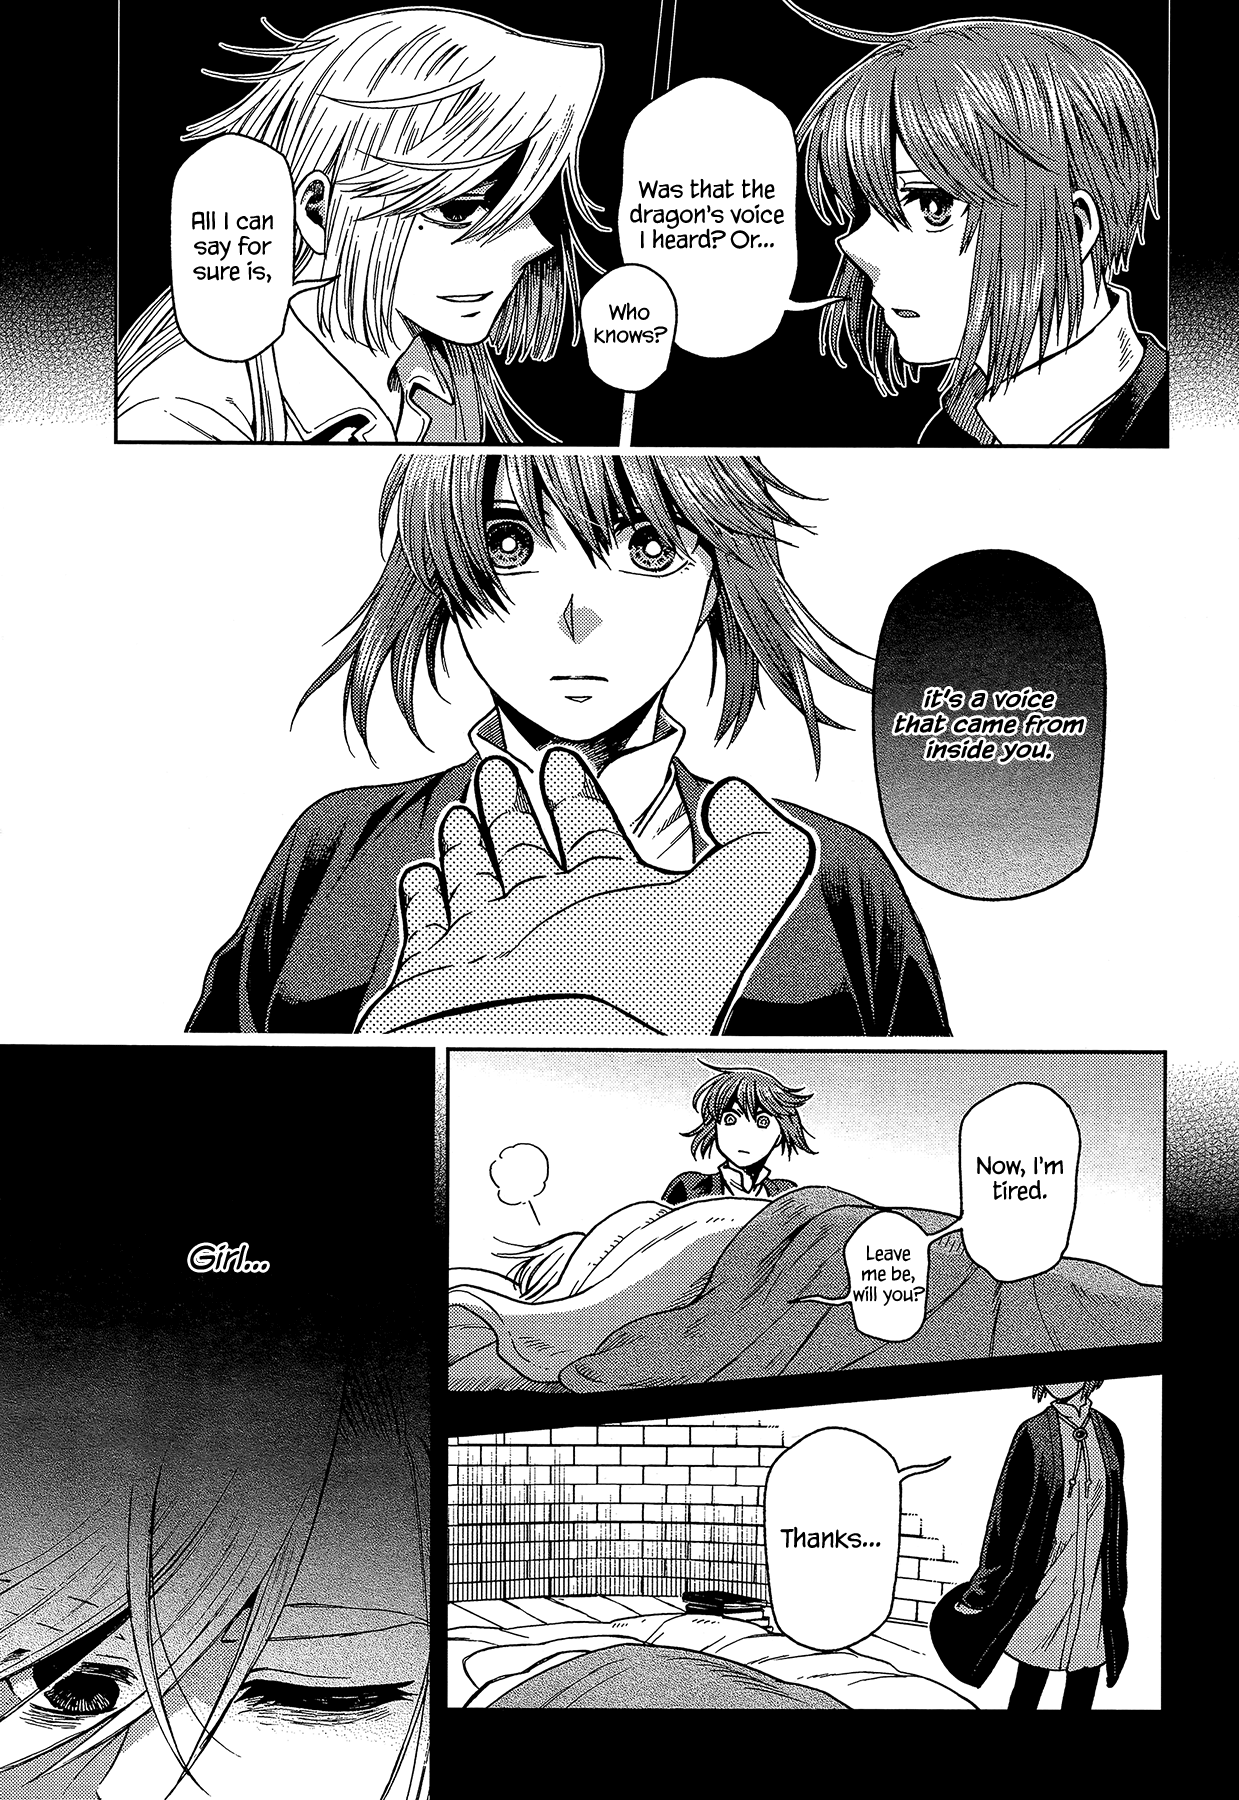 Was that the
dragon's voice
I heard? Or...
Who
knows?
All I can
say for
sure is,
it's a voice
that came from
inside you.
Now, I'm
tired.
Leave
me be,
will you?
Thanks...
Girl...